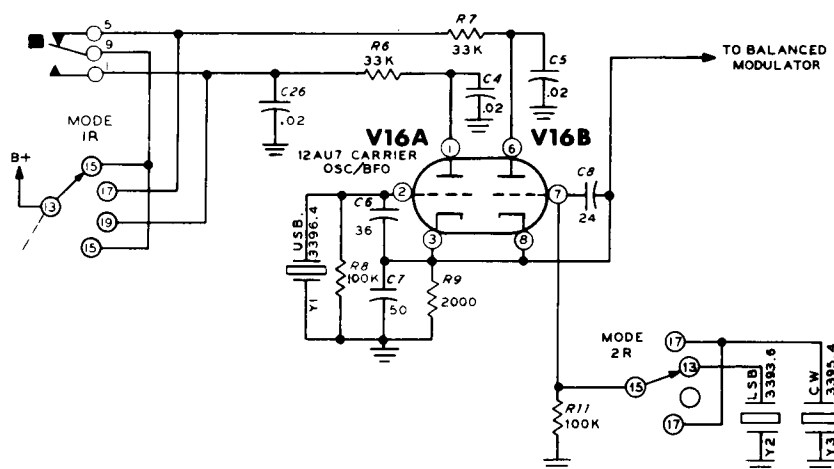 5
9
1
R7
33K
R6
33K
C5
.02
C4
.02
C26
.02
TO BALANCED
MODULATOR
MODE
1R
B+
13
15
17
19
15
V16A
V16B
12AU7 CARRIER
OSC/BFO
1
6
2
7
3
8
C8
24
C6
36
USB.
3396.4
Y1
R8
100K
C7
50
R9
2000
MODE
2R
17
13
15
17
R11
100K
LSB
3393.6
Y2
CW
3395.4
Y3